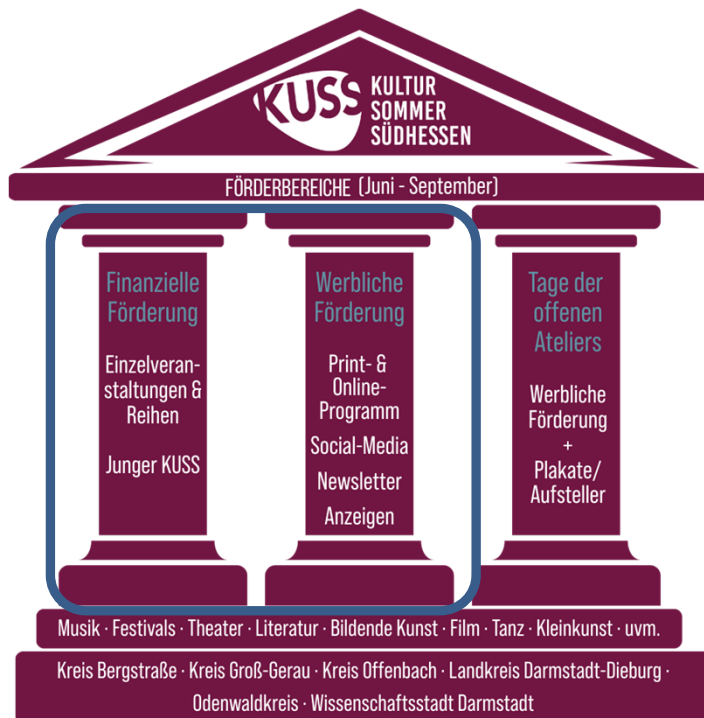 KUSS
KULTUR
SOMMER
SÜDHESSEN
FÖRDERBEREICHE (Juni - September)
Finanzielle
Förderung
Einzelveran-
staltungen &
Reihen
Junger KUSS
Werbliche
Förderung
Print- &
Online-
Programm
Social-Media
Newsletter
Anzeigen
Tage der
offenen
Ateliers
Werbliche
Förderung
+
Plakate/
Aufsteller
Musik · Festivals · Theater · Literatur · Bildende Kunst · Film · Tanz · Kleinkunst · uvm.
Kreis Bergstraße · Kreis Groß-Gerau · Kreis Offenbach · Landkreis Darmstadt-Dieburg ·
Odenwaldkreis · Wissenschaftsstadt Darmstadt